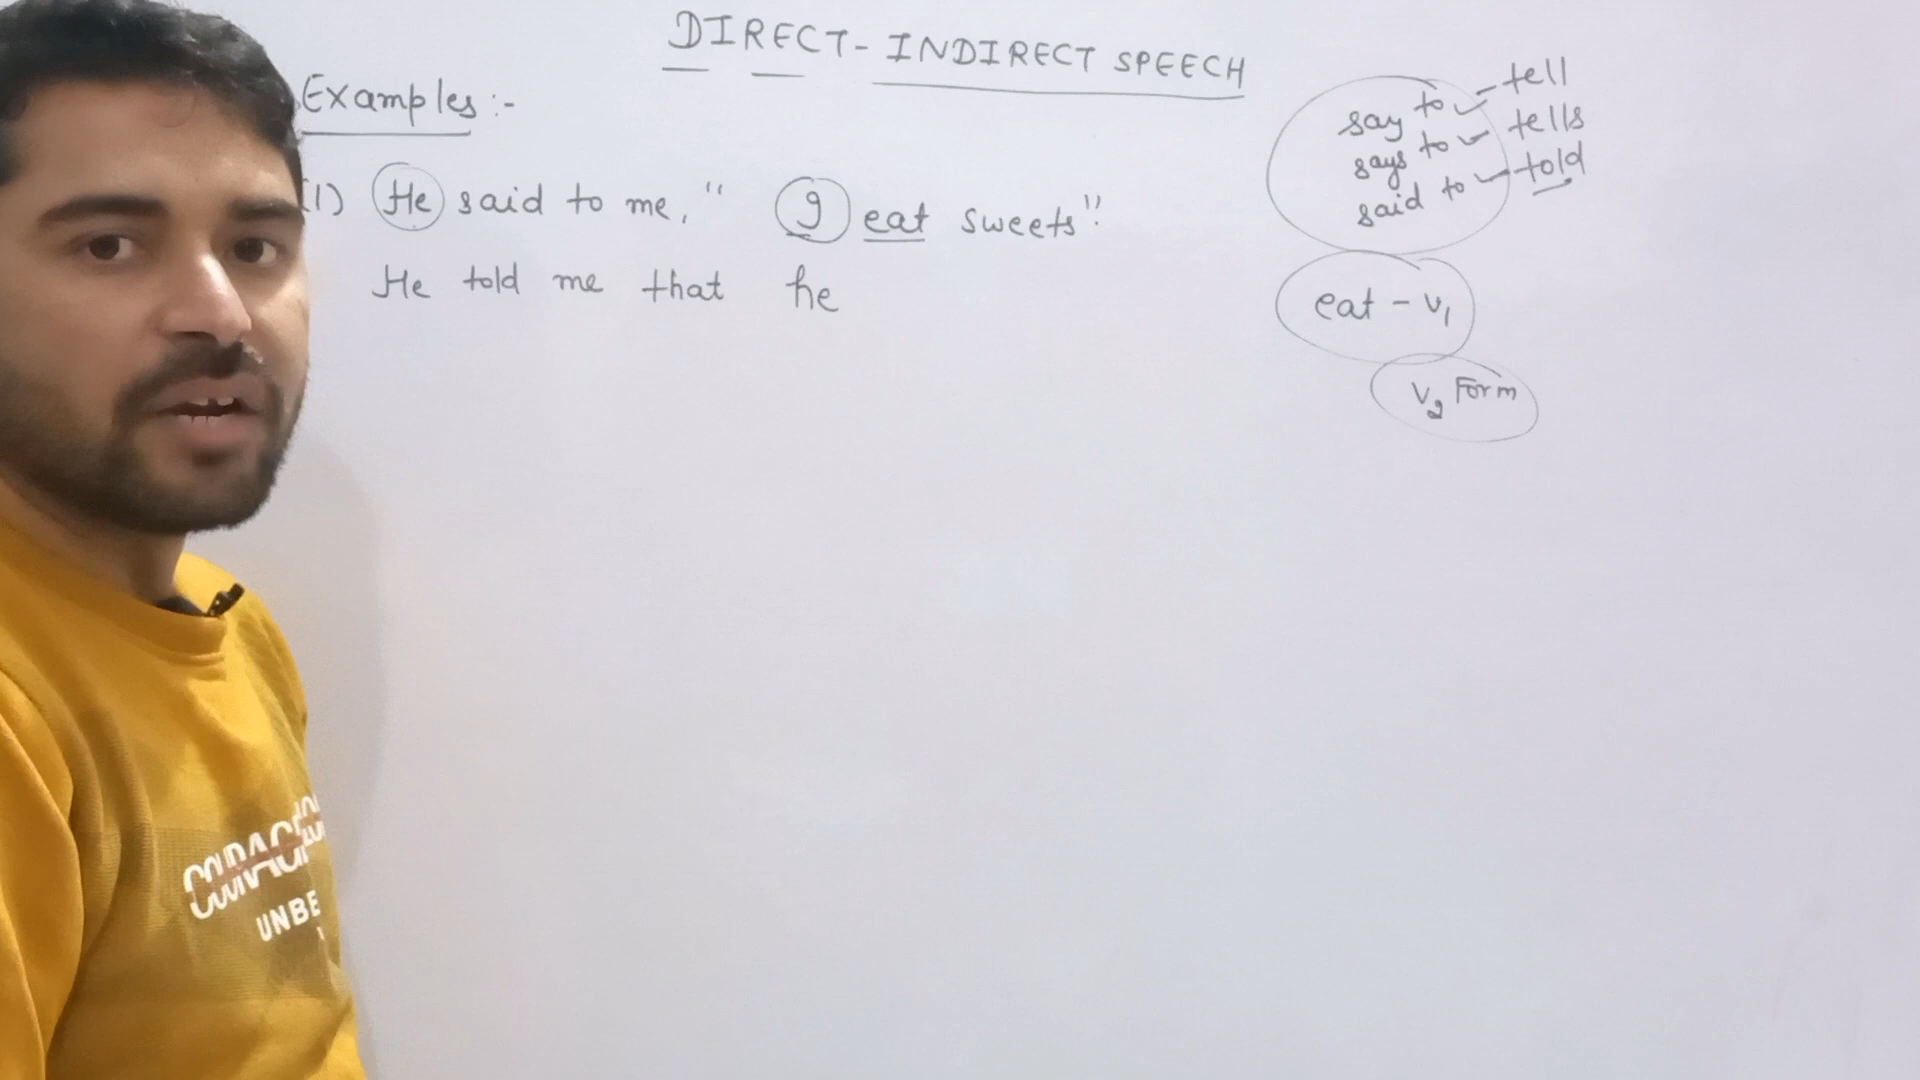 DIRECT- INDIRECT SPEECH
Examples :-
(1) He said to me, " I eat sweets".
He told me that he
say to - tell
says to - tells
said to - told
eat - V1
V2 Form
UNBE